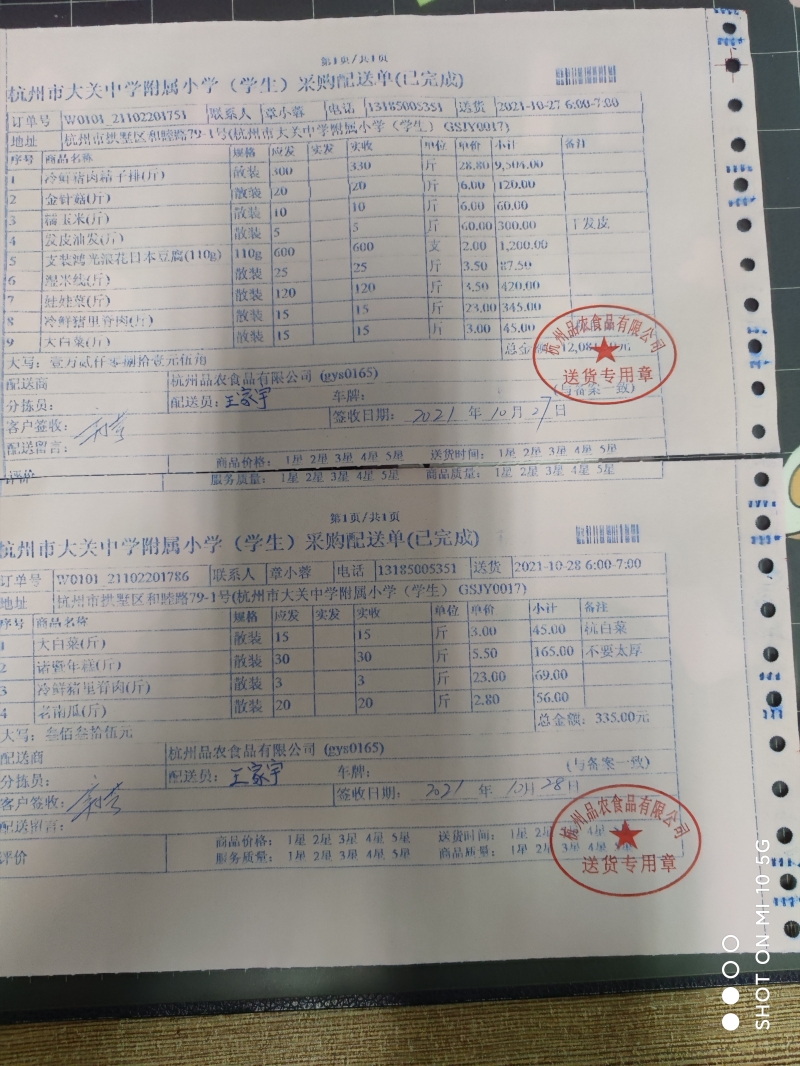 第1页/共1页
杭州市大关中学附属小学（学生）采购配送单(已完成)
订单号 W0101_21102201751 联系人 章小蓉 电话 13185005351 送货 2021-10-27 6:00-7:00
地址 杭州市拱墅区和睦路79-1号(杭州市大关中学附属小学（学生） GSJY0017)
序号 商品名称 规格 应发 实发 实收 单位 单价 小计 备注
1 冷鲜猪肉精子排(斤) 散装 300 330 斤 28.80 9,504.00
2 金针菇(斤) 散装 20 20 斤 6.00 120.00
3 糯玉米(斤) 散装 10 10 斤 6.00 60.00
4 发皮油发(斤) 散装 5 5 斤 60.00 300.00 干发皮
5 支装鸿光浪花日本豆腐(110g) 110g 600 600 支 2.00 1,200.00
6 湿米线(斤) 散装 25 25 斤 3.50 87.50
7 娃娃菜(斤) 散装 120 120 斤 3.50 420.00
8 冷鲜猪里脊肉(斤) 散装 15 15 斤 23.00 345.00
9 大白菜(斤) 散装 15 15 斤 3.00 45.00
大写：壹万贰仟零捌拾壹元伍角 总金额：12,081 元
配送商 杭州品农食品有限公司 (gys0165)
分拣员： 配送员：王家宇 车牌： (与备案一致)
客户签收： 签收日期： 2021 年 10 月 27 日
配送留言：
评价 商品价格： 1星 2星 3星 4星 5星 送货时间： 1星 2星 3星 4星 5星
服务质量： 1星 2星 3星 4星 5星 商品质量： 1星 2星 3星 4星 5星
杭州品农食品有限公司
送货专用章
第1页/共1页
杭州市大关中学附属小学（学生）采购配送单(已完成)
订单号 W0101_21102201786 联系人 章小蓉 电话 13185005351 送货 2021-10-28 6:00-7:00
地址 杭州市拱墅区和睦路79-1号(杭州市大关中学附属小学（学生） GSJY0017)
序号 商品名称 规格 应发 实发 实收 单位 单价 小计 备注
1 大白菜(斤) 散装 15 15 斤 3.00 45.00 杭白菜
2 诸暨年糕(斤) 散装 30 30 斤 5.50 165.00 不要太厚
3 冷鲜猪里脊肉(斤) 散装 3 3 斤 23.00 69.00
4 老南瓜(斤) 散装 20 20 斤 2.80 56.00
大写：叁佰叁拾伍元 总金额：335.00元
配送商 杭州品农食品有限公司 (gys0165)
分拣员： 配送员：王家宇 车牌： (与备案一致)
客户签收： 签收日期： 2021 年 10月 28日
配送留言：
评价 商品价格： 1星 2星 3星 4星 5星 送货时间： 1星
服务质量： 1星 2星 3星 4星 5星 商品质量： 1星 2星 3星 4星
杭州品农食品有限公司
送货专用章
SHOT ON MI 10 5G